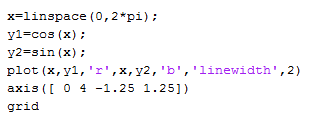 x=linspace(0,2*pi);
y1=cos(x);
y2=sin(x);
plot(x,y1,'r',x,y2,'b','linewidth',2)
axis([ 0 4 -1.25 1.25])
grid